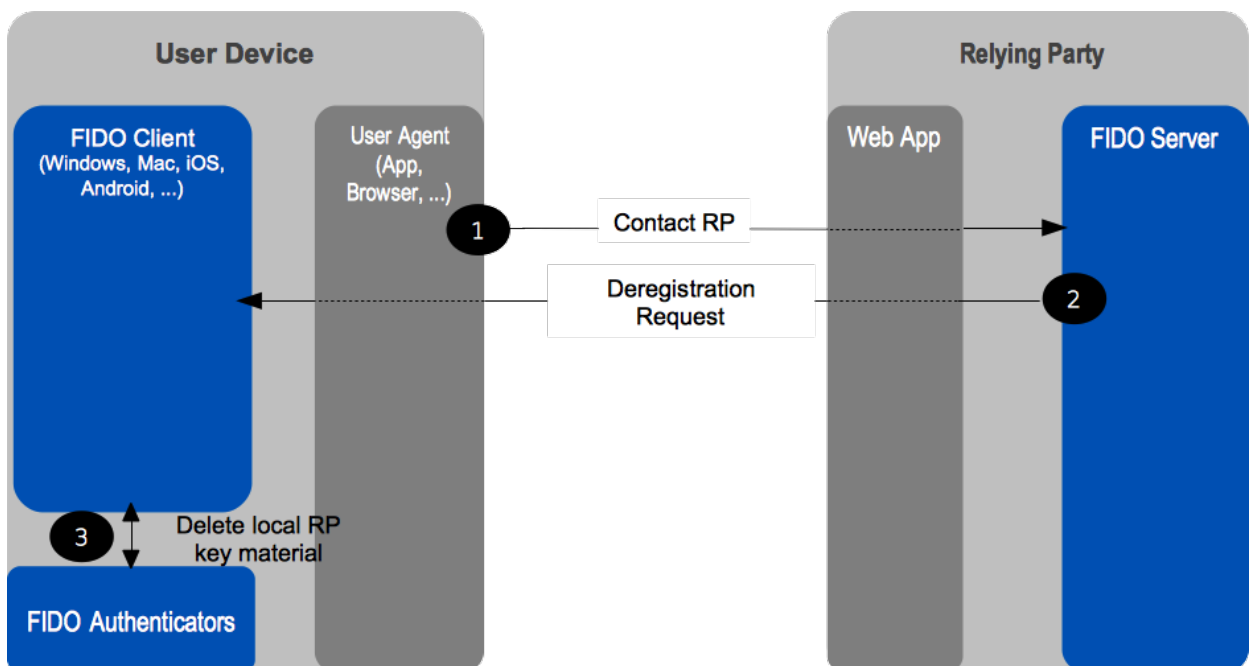 User Device
Relying Party
FIDO Client
(Windows, Mac, iOS,
Android, ...)
User Agent
(App,
Browser, ...)
Web App
FIDO Server
1
Contact RP
Deregistration
Request
2
3
Delete local RP
key material
FIDO Authenticators